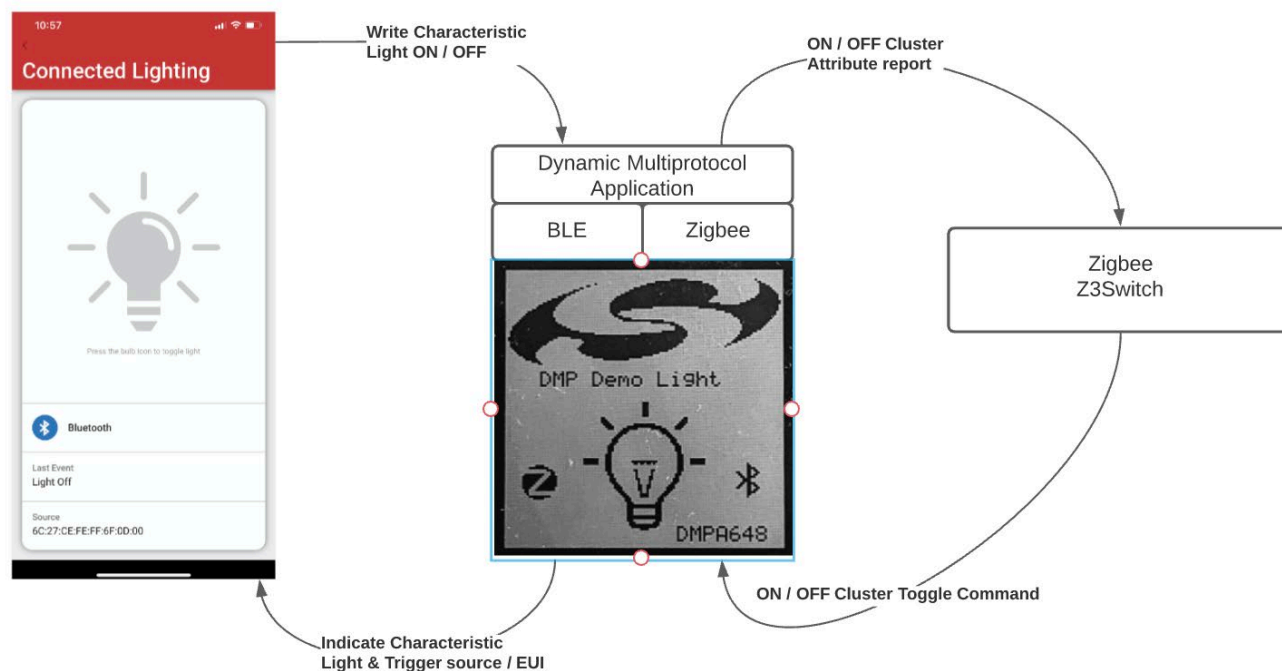 10:57
Connected Lighting
Press the bulb icon to toggle light
Bluetooth
Last Event
Light Off
Source
6C:27:CE:FE:FF:6F:0D:00
Write Characteristic
Light ON / OFF
Dynamic Multiprotocol
Application
BLE
Zigbee
DMP Demo Light
DMPA648
Indicate Characteristic
Light & Trigger source / EUI
ON / OFF Cluster
Attribute report
Zigbee
Z3Switch
ON / OFF Cluster Toggle Command